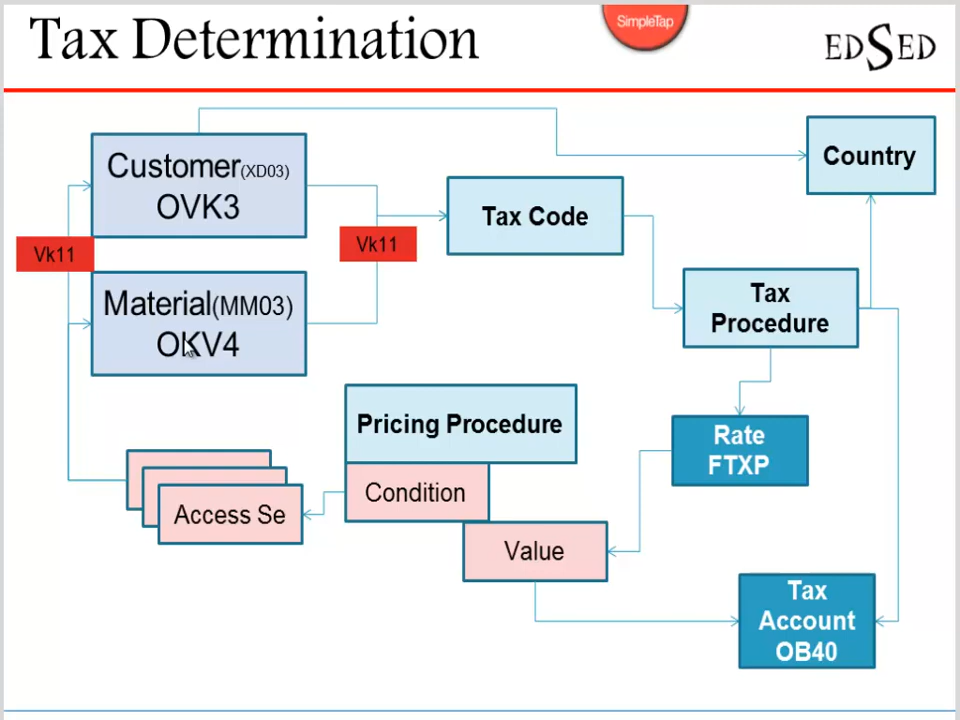 Tax Determination
SimpleTap
EDSED
Customer(XD03)
OVK3
Country
Tax Code
Vk11
Vk11
Material(MM03)
OKV4
Tax
Procedure
Pricing Procedure
Rate
FTXP
Condition
Access Se
Value
Tax
Account
OB40